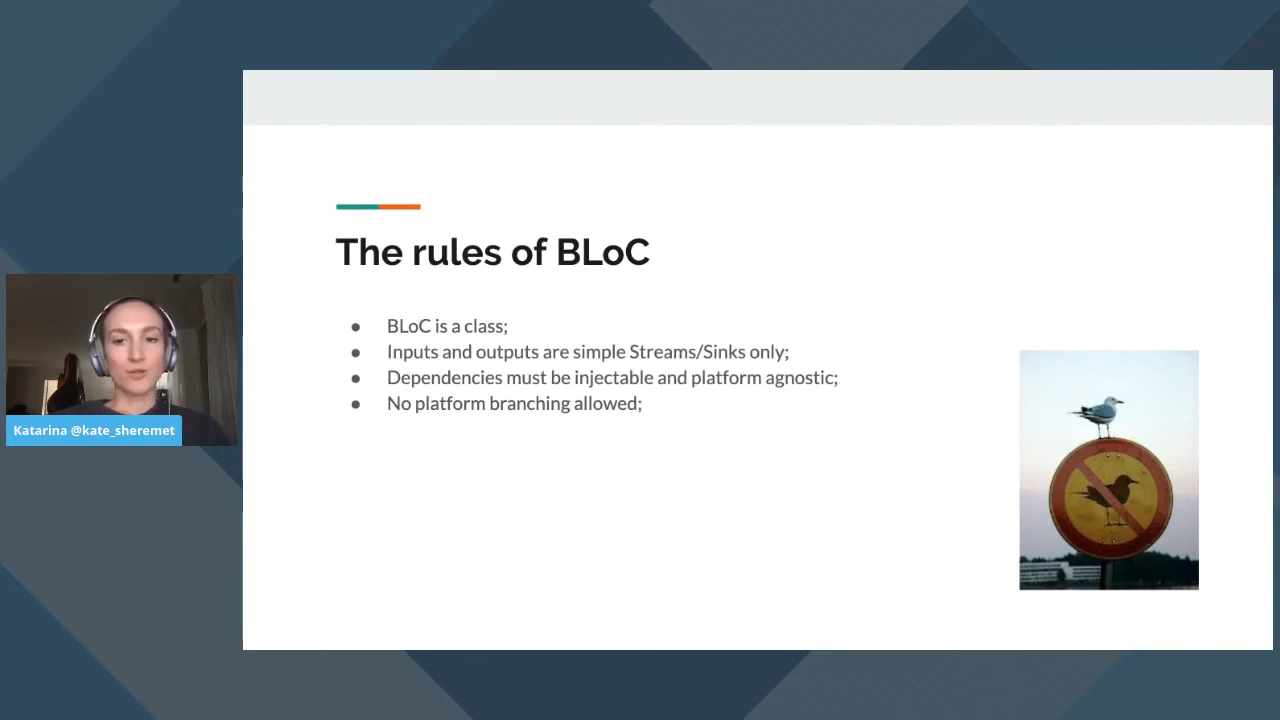 The rules of BLoC
● BLoC is a class;
● Inputs and outputs are simple Streams/Sinks only;
● Dependencies must be injectable and platform agnostic;
● No platform branching allowed;
Katarina @kate_sheremet